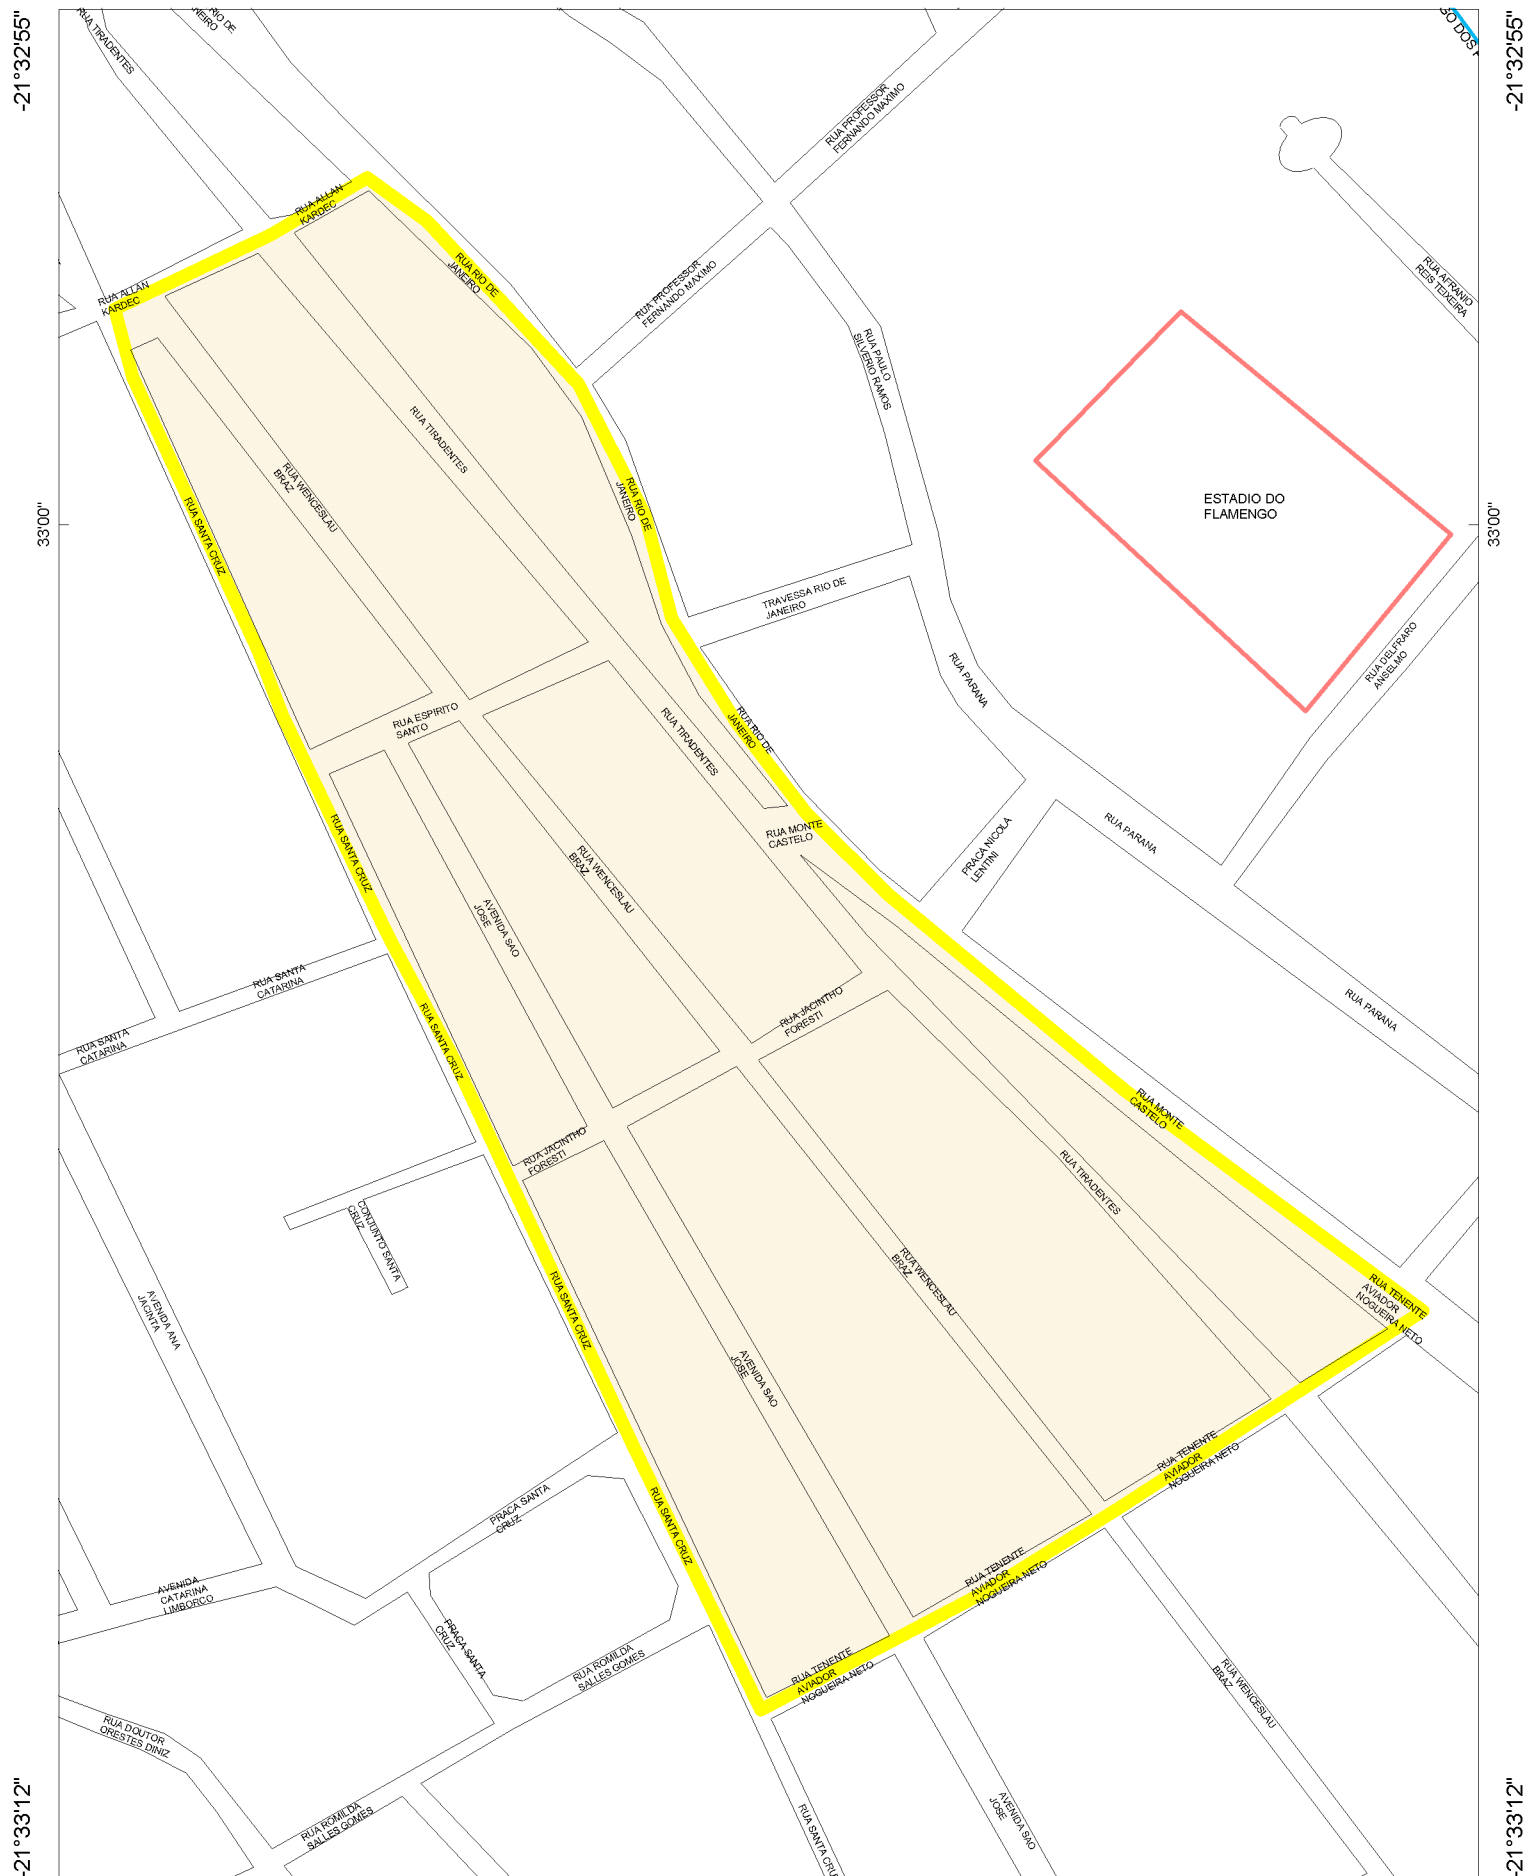 -21°32'55"
-21°32'55"
RUA TIRADENTES
RIO DE
NEIRO
SO DOS
RUA PROFESSOR
FERNANDO MAXIMO
RUA ALLAN
KARDEC
RUA ALLAN
KARDEC
RUA RIO DE
JANEIRO
RUA PROFESSOR
FERNANDO MAXIMO
RUA AFRANIO
REIS TEIXEIRA
RUA PAULO
SILVERIO RAMOS
RUA TIRADENTES
RUA WENCESLAU
BRAZ
RUA SANTA CRUZ
RUA RIO DE
JANEIRO
ESTADIO DO
FLAMENGO
33'00"
33'00"
TRAVESSA RIO DE
JANEIRO
RUA PARANA
RUA DELFRARO
ANSELMO
RUA ESPIRITO
SANTO
RUA TIRADENTES
RUA RIO DE
JANEIRO
RUA MONTE
CASTELO
RUA PARANA
PRACA NICOLA
LENTINI
RUA SANTA CRUZ
RUA WENCESLAU
BRAZ
AVENIDA SAO
JOSE
RUA SANTA
CATARINA
RUA SANTA
CATARINA
RUA SANTA CRUZ
RUA JACINTHO
FORESTI
RUA PARANA
RUA MONTE
CASTELO
RUA JACINTHO
FORESTI
RUA TIRADENTES
CONJUNTO SANTA
CRUZ
RUA SANTA CRUZ
RUA WENCESLAU
BRAZ
RUA TENENTE
AVIADOR
NOGUEIRA NETO
AVENIDA ANA
JACINTA
AVENIDA SAO
JOSE
RUA TENENTE
AVIADOR
NOGUEIRA NETO
PRACA SANTA
CRUZ
RUA SANTA CRUZ
RUA TENENTE
AVIADOR
NOGUEIRA NETO
AVENIDA
CATARINA
LIMBORCO
PRACA SANTA
CRUZ
RUA ROMILDA
SALLES GOMES
RUA TENENTE
AVIADOR
NOGUEIRA NETO
RUA WENCESLAU
BRAZ
RUA DOUTOR
ORESTES DINIZ
RUA ROMILDA
SALLES GOMES
RUA SANTA CRU
AVENIDA SAO
JOSE
-21°33'12"
-21°33'12"